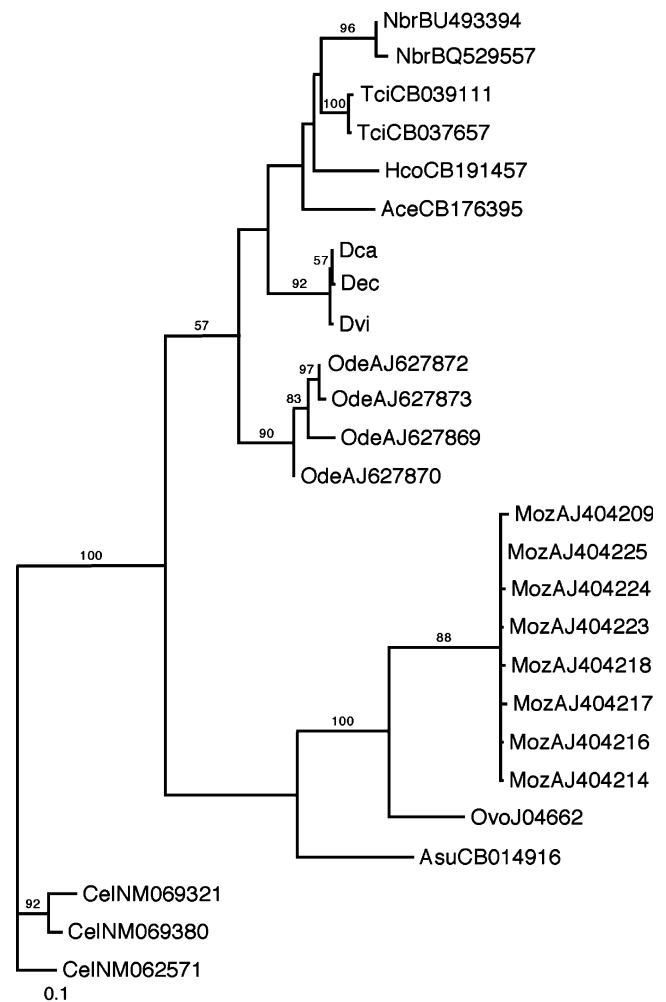 96
NbrBU493394
NbrBQ529557
TciCB039111
100
TciCB037657
HcoCB191457
AceCB176395
Dca
57
Dec
92
Dvi
57
OdeAJ627872
97
OdeAJ627873
83
OdeAJ627869
90
OdeAJ627870
MozAJ404209
MozAJ404225
100
MozAJ404224
MozAJ404223
88
MozAJ404218
MozAJ404217
100
MozAJ404216
MozAJ404214
OvoJ04662
AsuCB014916
CelNM069321
92
CelNM069380
CelNM062571
0.1